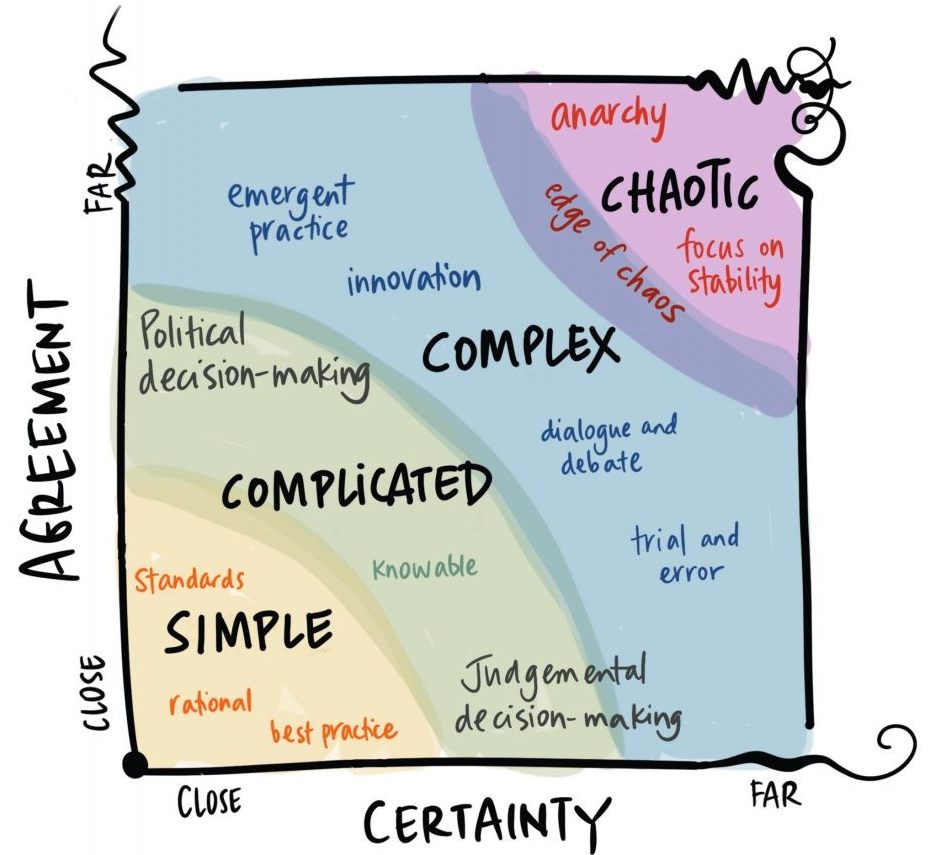 anarchy
CHAOTIC
edge of chaos
focus on
stability
FAR
emergent
practice
innovation
COMPLEX
Political
decision-making
dialogue and
debate
COMPLICATED
trial and
error
Knowable
AGREEMENT
Standards
SIMPLE
rational
best practice
Judgemental
decision-making
CLOSE
CLOSE
FAR
CERTAINTY